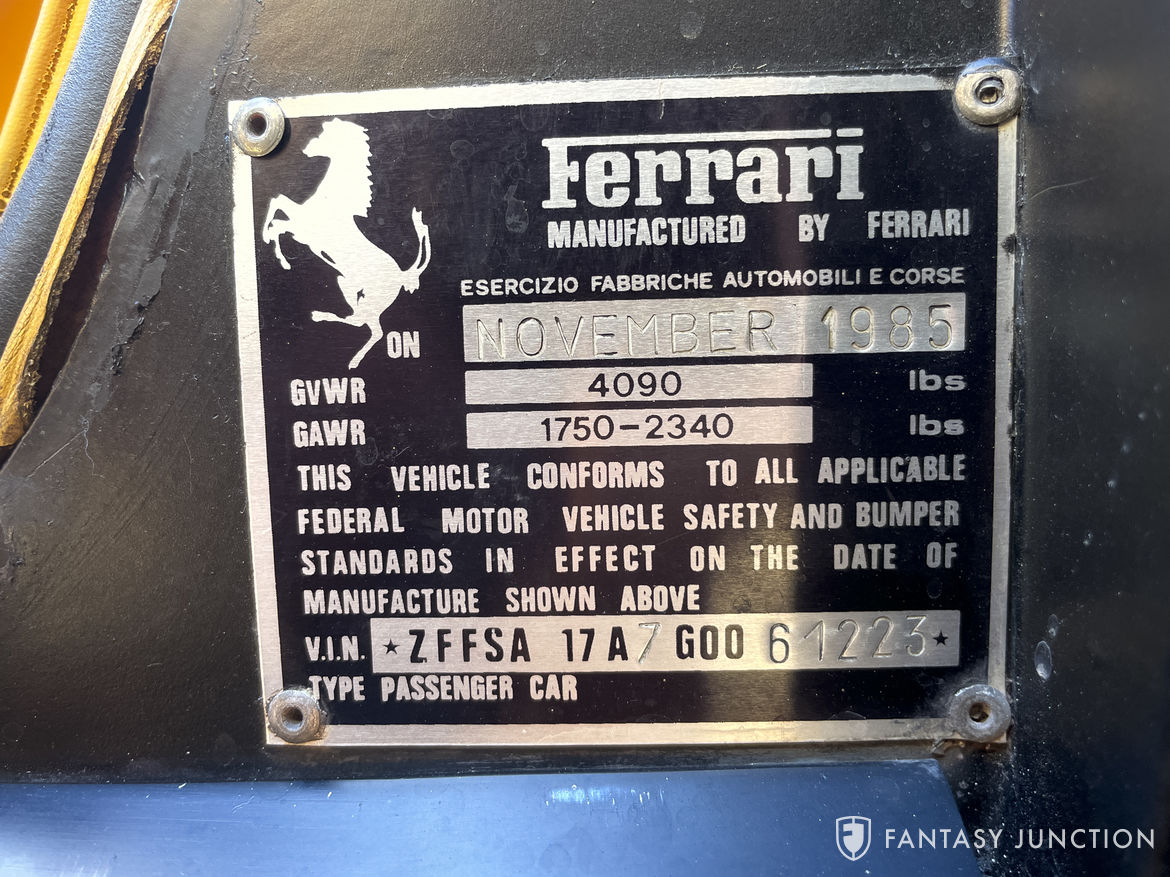 Ferrari
MANUFACTURED BY FERRARI
ESERCIZIO FABBRICHE AUTOMOBILI E CORSE
ON NOVEMBER 1985
GVWR 4090 lbs
GAWR 1750-2340 lbs
THIS VEHICLE CONFORMS TO ALL APPLICABLE
FEDERAL MOTOR VEHICLE SAFETY AND BUMPER
STANDARDS IN EFFECT ON THE DATE OF
MANUFACTURE SHOWN ABOVE
V.I.N. ★ZFFSA 17A7G00 61223★
TYPE PASSENGER CAR
FANTASY JUNCTION